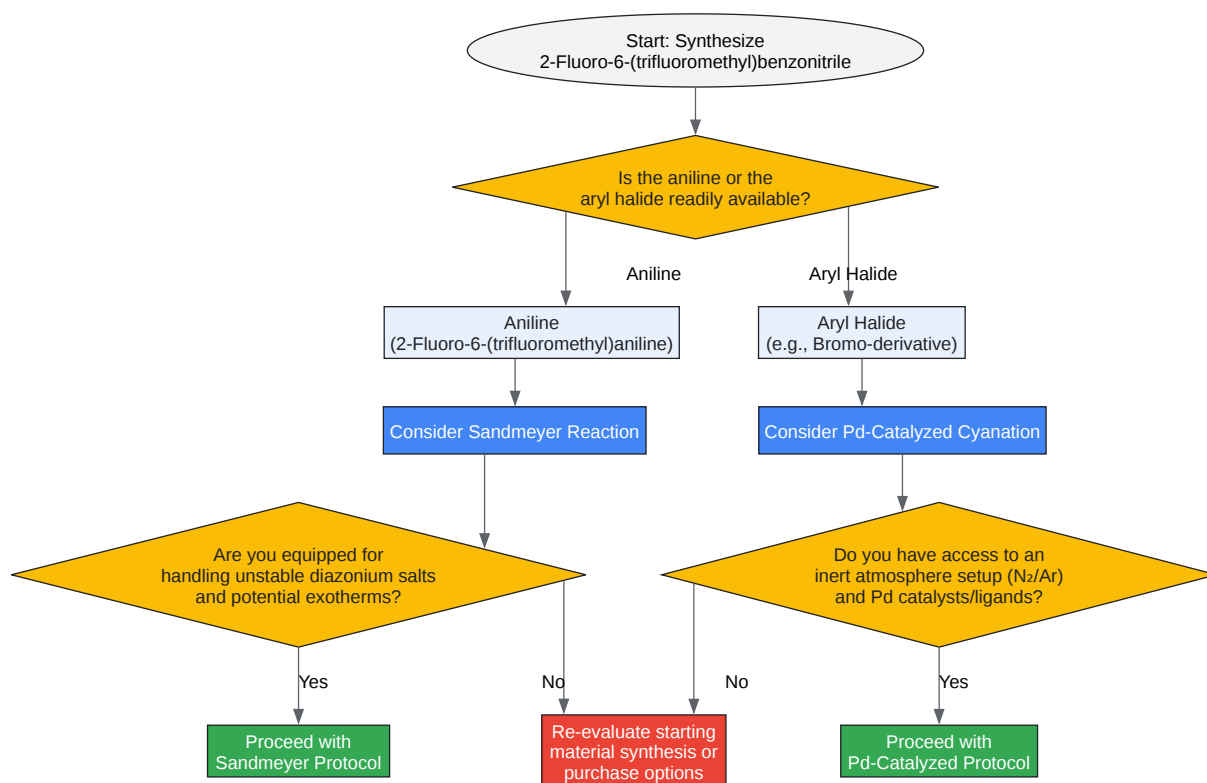 Start: Synthesize
2-Fluoro-6-(trifluoromethyl)benzonitrile
Is the aniline or the
aryl halide readily available?
Aniline
Aryl Halide
Aniline
(2-Fluoro-6-(trifluoromethyl)aniline)
Aryl Halide
(e.g., Bromo-derivative)
Consider Sandmeyer Reaction
Consider Pd-Catalyzed Cyanation
Are you equipped for
handling unstable diazonium salts
and potential exotherms?
Do you have access to an
inert atmosphere setup (N₂/Ar)
and Pd catalysts/ligands?
Yes
No
No
Yes
Proceed with
Sandmeyer Protocol
Re-evaluate starting
material synthesis or
purchase options
Proceed with
Pd-Catalyzed Protocol